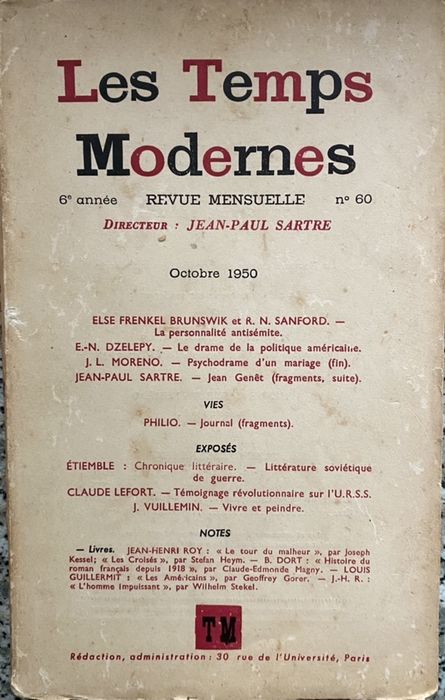 Les Temps
Modernes
6e année REVUE MENSUELLE no 60
DIRECTEUR : JEAN-PAUL SARTRE
Octobre 1950
ELSE FRENKEL BRUNSWIK et R. N. SANFORD. —
La personnalité antisémite.
E.-N. DZELEPY. — Le drame de la politique américaine.
J. L. MORENO. — Psychodrame d'un mariage (fin).
JEAN-PAUL SARTRE. — Jean Genêt (fragments, suite).
VIES
PHILIO. — Journal (fragments).
EXPOSÉS
ÉTIEMBLE : Chronique littéraire. — Littérature soviétique
de guerre.
CLAUDE LEFORT. — Témoignage révolutionnaire sur l'U.R.S.S.
J. VUILLEMIN. — Vivre et peindre.
NOTES
— Livres. JEAN-HENRI ROY : « Le tour du malheur », par Joseph
Kessel; « Les Croisés », par Stefan Heym. — B. DORT : « Histoire du
roman français depuis 1918 », par Claude-Edmonde Magny. — LOUIS
GUILLERMIT : « Les Américains », par Geoffrey Gorer. — J.-H. R. :
« L'homme impuissant », par Wilhelm Stekel.
TM
Rédaction, administration : 30 rue de l'Université, Paris